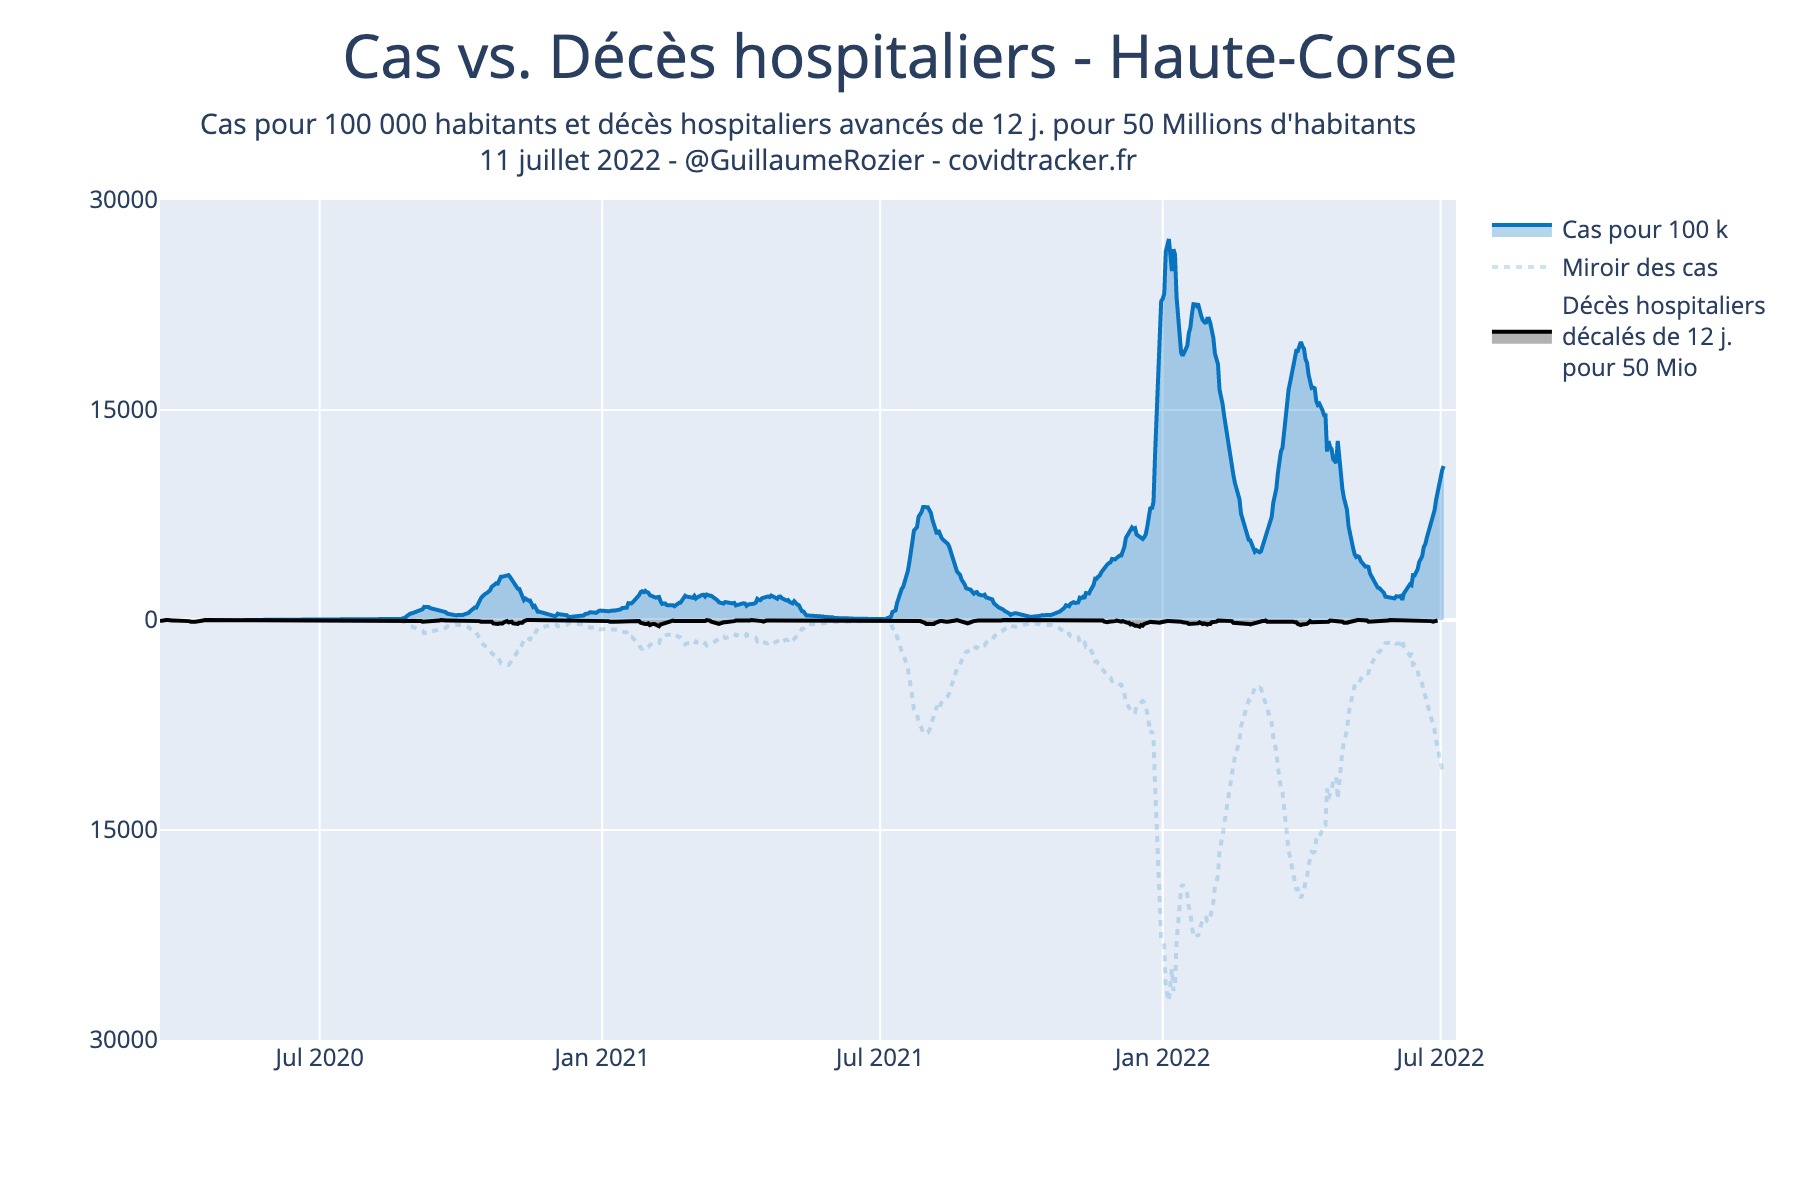 Cas vs. Décès hospitaliers - Haute-Corse
Cas pour 100 000 habitants et décès hospitaliers avancés de 12 j. pour 50 Millions d'habitants
11 juillet 2022 - @GuillaumeRozier - covidtracker.fr
30000
15000
0
15000
30000
Jul 2020
Jan 2021
Jul 2021
Jan 2022
Jul 2022
Cas pour 100 k
Miroir des cas
Décès hospitaliers
décalés de 12 j.
pour 50 Mio